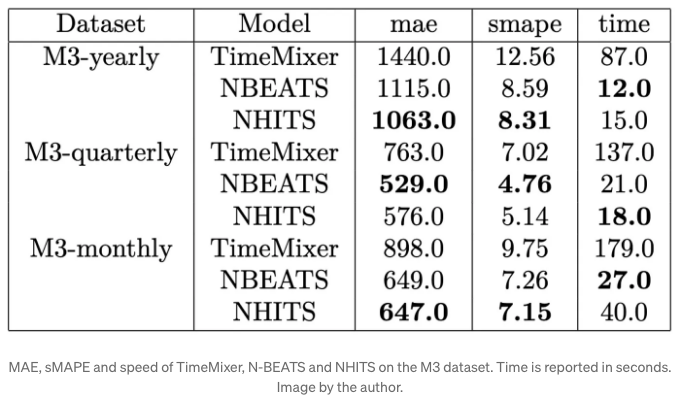 Dataset Model mae smape time
M3-yearly TimeMixer 1440.0 12.56 87.0
NBEATS 1115.0 8.59 12.0
NHITS 1063.0 8.31 15.0
M3-quarterly TimeMixer 763.0 7.02 137.0
NBEATS 529.0 4.76 21.0
NHITS 576.0 5.14 18.0
M3-monthly TimeMixer 898.0 9.75 179.0
NBEATS 649.0 7.26 27.0
NHITS 647.0 7.15 40.0
MAE, sMAPE and speed of TimeMixer, N-BEATS and NHITS on the M3 dataset. Time is reported in seconds.
Image by the author.